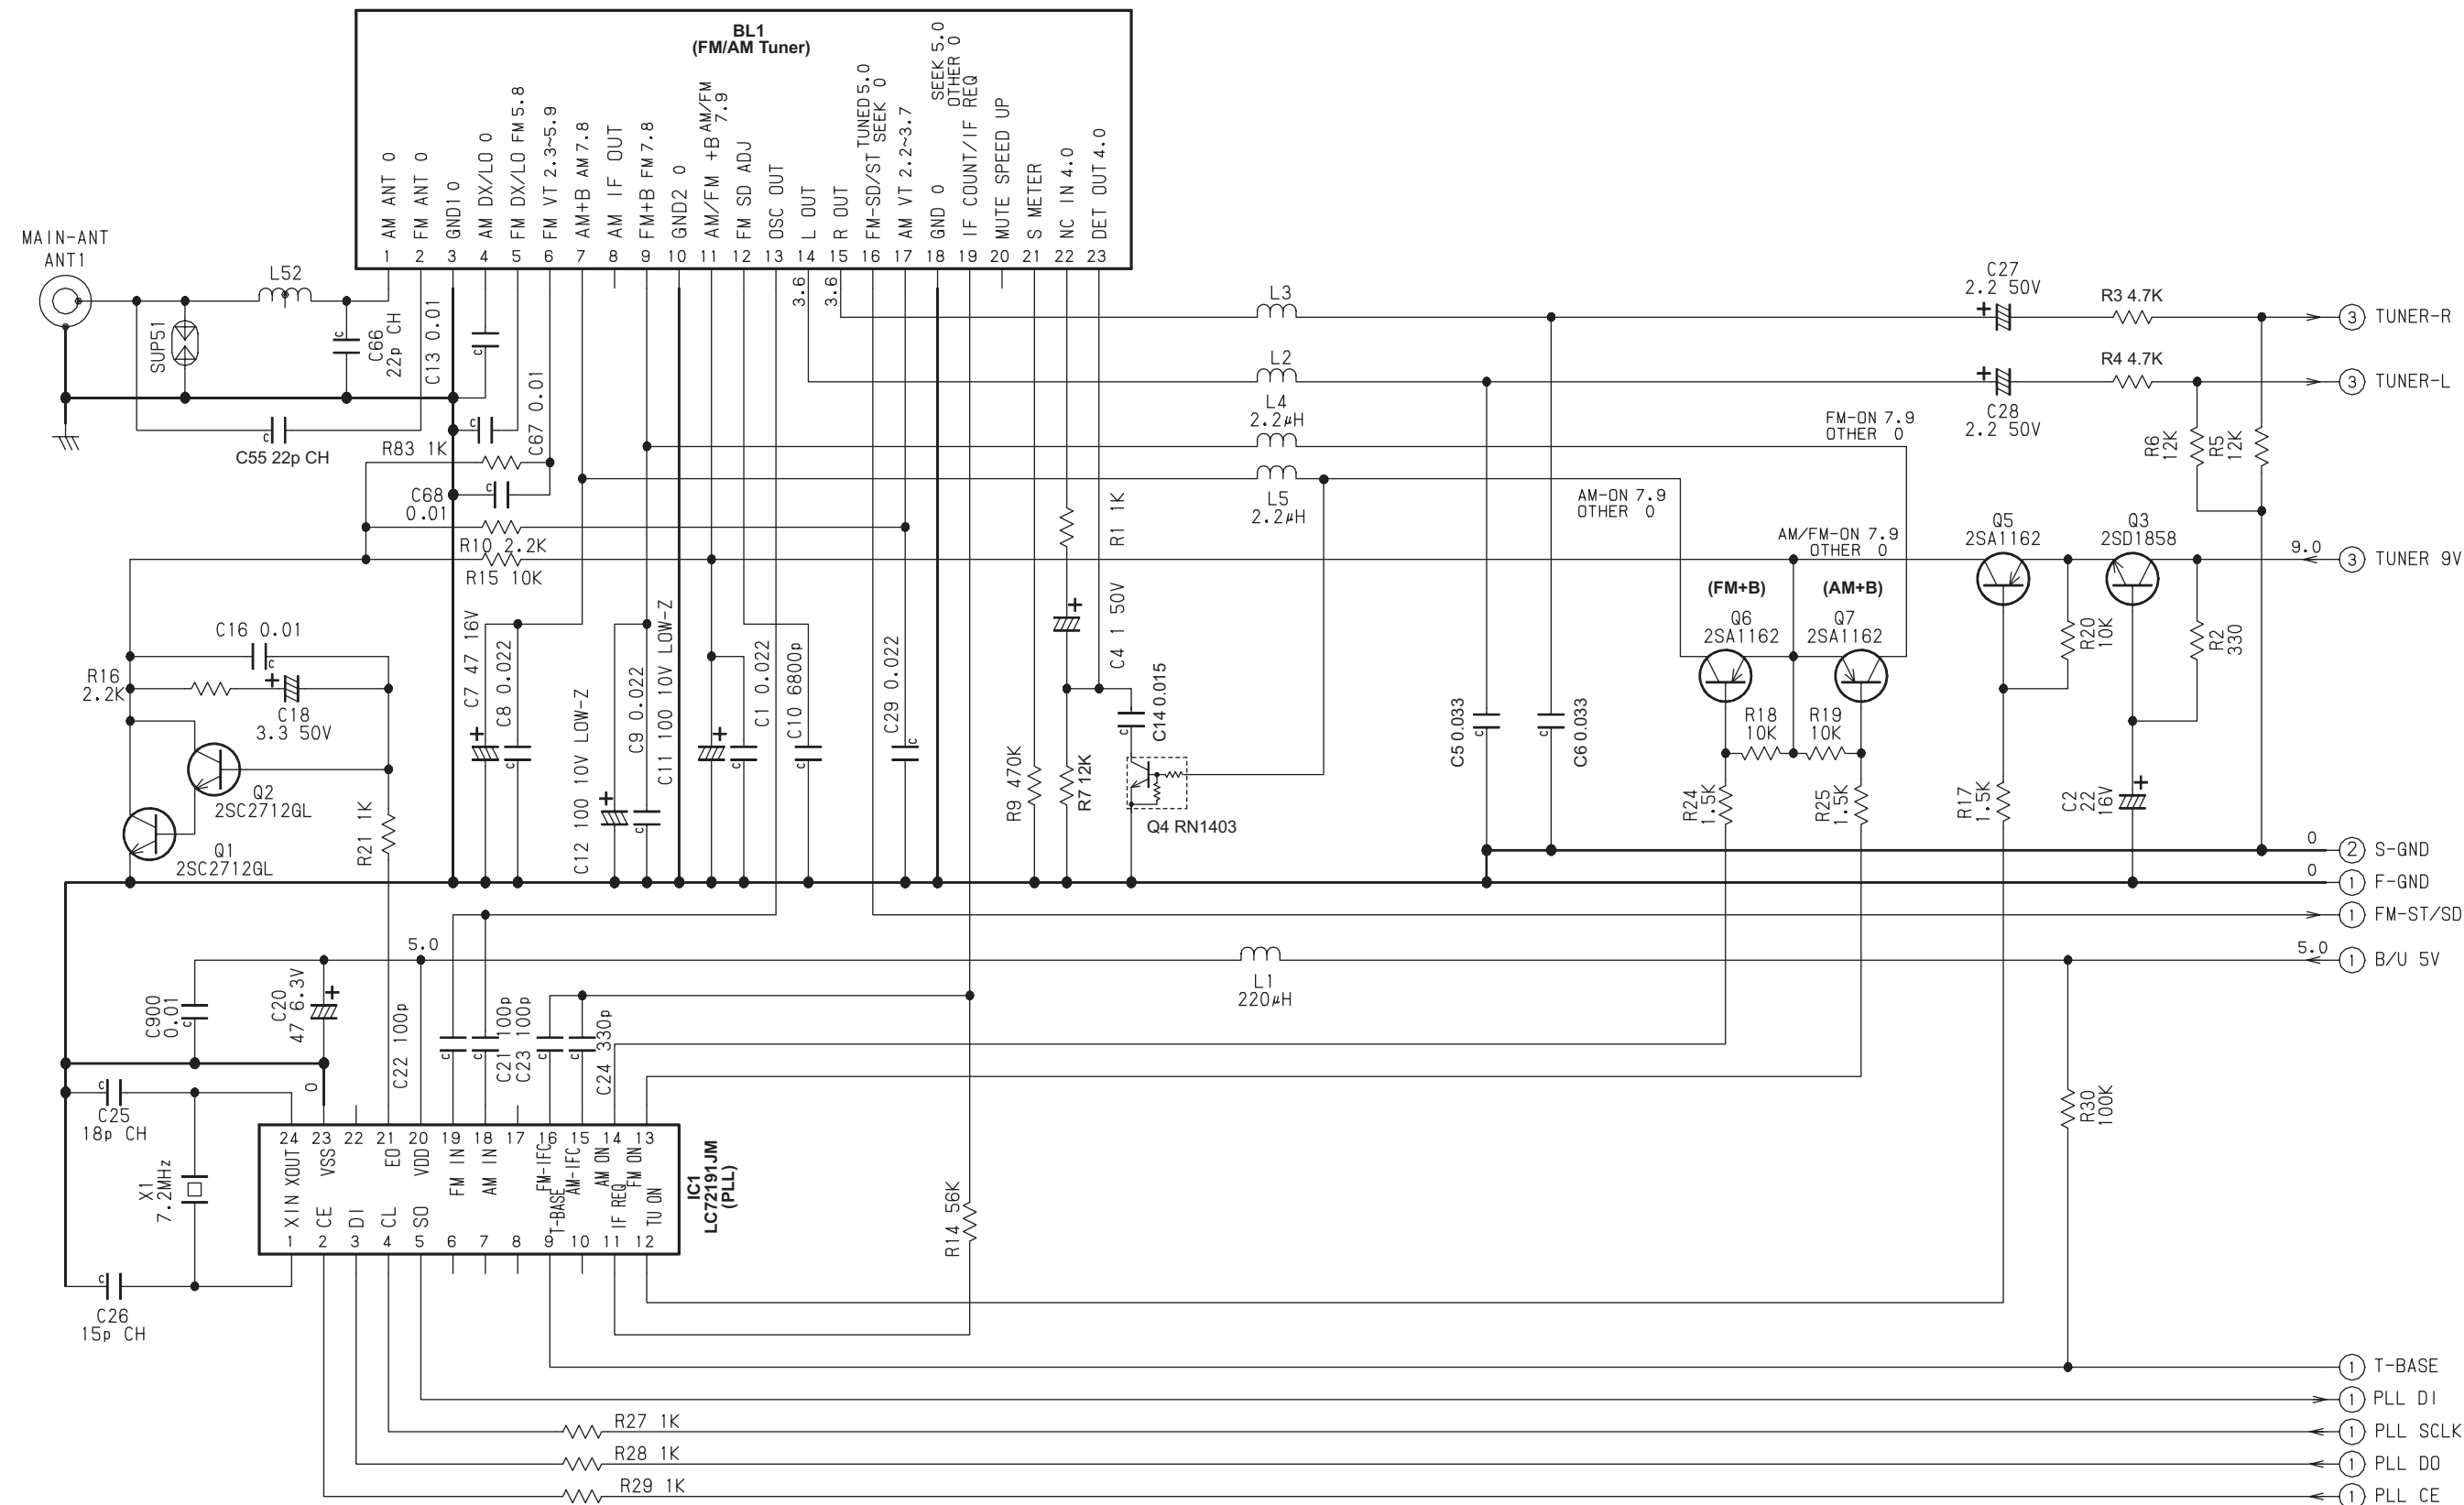 BL1
(FM/AM Tuner)
AM ANT 0
FM ANT 0
GND1 0
AM DX/LO 0
FM DX/LO FM 5.8
FM VT 2.3~5.9
AM+B AM 7.8
AM IF OUT
FM+B FM 7.8
GND2 0
AM/FM +B AM/FM
7.9
FM SD ADJ
OSC OUT
L OUT
R OUT
FM-SD/ST TUNED 5.0
SEEK 0
AM VT 2.2~3.7
GND 0
SEEK 5.0
OTHER 0
IF COUNT/IF REQ
MUTE SPEED UP
S METER
NC IN 4.0
DET OUT 4.0
1 2 3 4 5 6 7 8 9 10 11 12 13 14 15 16 17 18 19 20 21 22 23
MAIN-ANT
ANT1
L52
SUP51
C66
22p CH
C13 0.01
3.6
3.6
L3
C27
2.2 50V
R3 4.7K
3 TUNER-R
L2
R4 4.7K
3 TUNER-L
C28
2.2 50V
L4
2.2µH
FM-ON 7.9
OTHER 0
R6
12K
R5
12K
C55 22p CH
R83 1K
C67 0.01
C68
0.01
L5
2.2µH
AM-ON 7.9
OTHER 0
R10 2.2K
R15 10K
R1 1K
AM/FM-ON 7.9
OTHER 0
Q5
2SA1162
Q3
2SD1858
9.0
3 TUNER 9V
(FM+B)
(AM+B)
Q6
2SA1162
Q7
2SA1162
R20
10K
R2
330
C16 0.01
R16
2.2K
C18
3.3 50V
C7 47 16V
C8 0.022
C12 100 10V LOW-Z
C9 0.022
C11 100 10V LOW-Z
C1 0.022
C10 6800p
C29 0.022
C4 1 50V
C14 0.015
R9 470K
R7 12K
Q4 RN1403
C5 0.033
C6 0.033
R18
10K
R19
10K
R24
1.5K
R25
1.5K
R17
1.5K
C2
22
16V
Q2
2SC2712GL
Q1
2SC2712GL
R21 1K
0
2 S-GND
0
1 F-GND
1 FM-ST/SD
5.0
5.0
1 B/U 5V
L1
220µH
C900
0.01
C20
47 6.3V
C22 100p
C21 100p
C23 100p
C24 330p
0
C25
18p CH
X1
7.2MHz
C26
15p CH
24 23 22 21 20 19 18 17 16 15 14 13
XOUT
VSS
EO
VDD
FM IN
AM IN
FM-IFC
AM-IFC
AM ON
FM ON
XIN
CE
DI
CL
SO
T-BASE
IF REQ
TU ON
1 2 3 4 5 6 7 8 9 10 11 12
IC1
LC72191JM
(PLL)
R14 56K
R30
100K
1 T-BASE
1 PLL DI
R27 1K
1 PLL SCLK
R28 1K
1 PLL DO
R29 1K
1 PLL CE